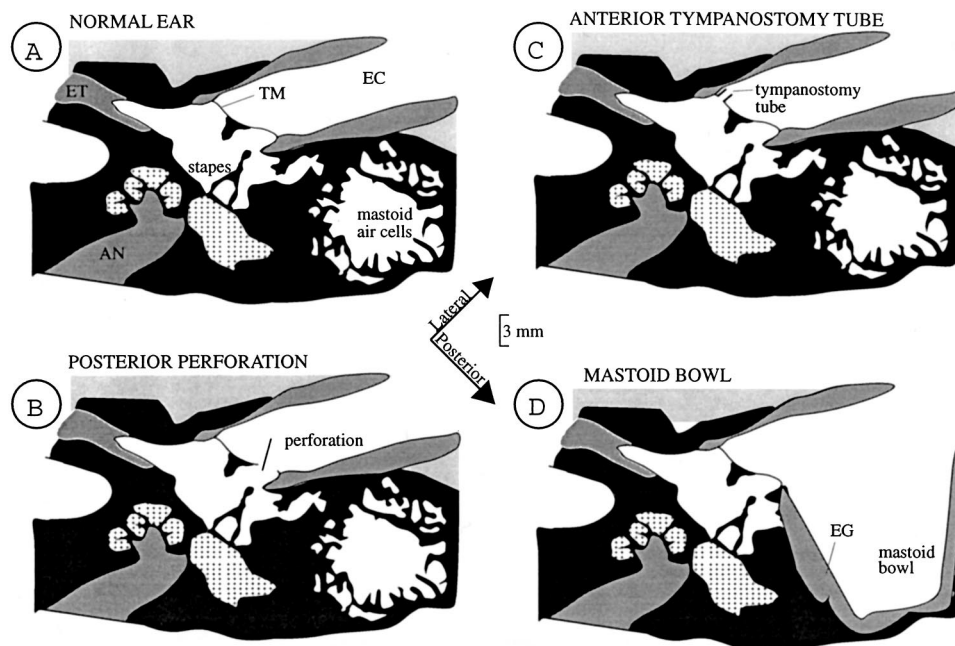 A
NORMAL EAR
ET
TM
EC
stapes
mastoid
air cells
AN
C
ANTERIOR TYMPANOSTOMY TUBE
tympanostomy
tube
Lateral
Posterior
3 mm
B
POSTERIOR PERFORATION
perforation
D
MASTOID BOWL
EG
mastoid
bowl